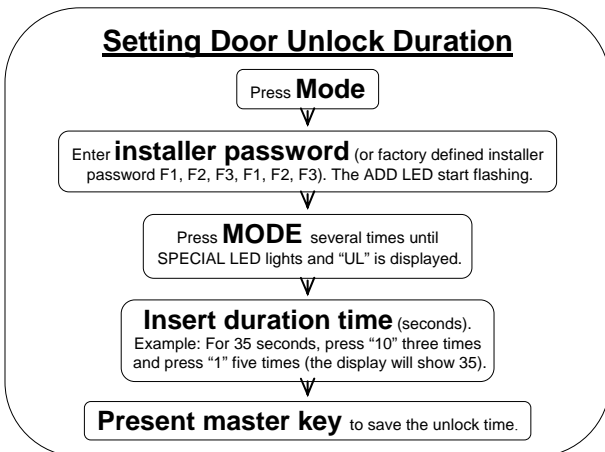 Setting Door Unlock Duration
Press Mode
Enter installer password (or factory defined installer
password F1, F2, F3, F1, F2, F3). The ADD LED start flashing.
Press MODE several times until
SPECIAL LED lights and “UL” is displayed.
Insert duration time (seconds).
Example: For 35 seconds, press “10” three times
and press “1” five times (the display will show 35).
Present master key to save the unlock time.